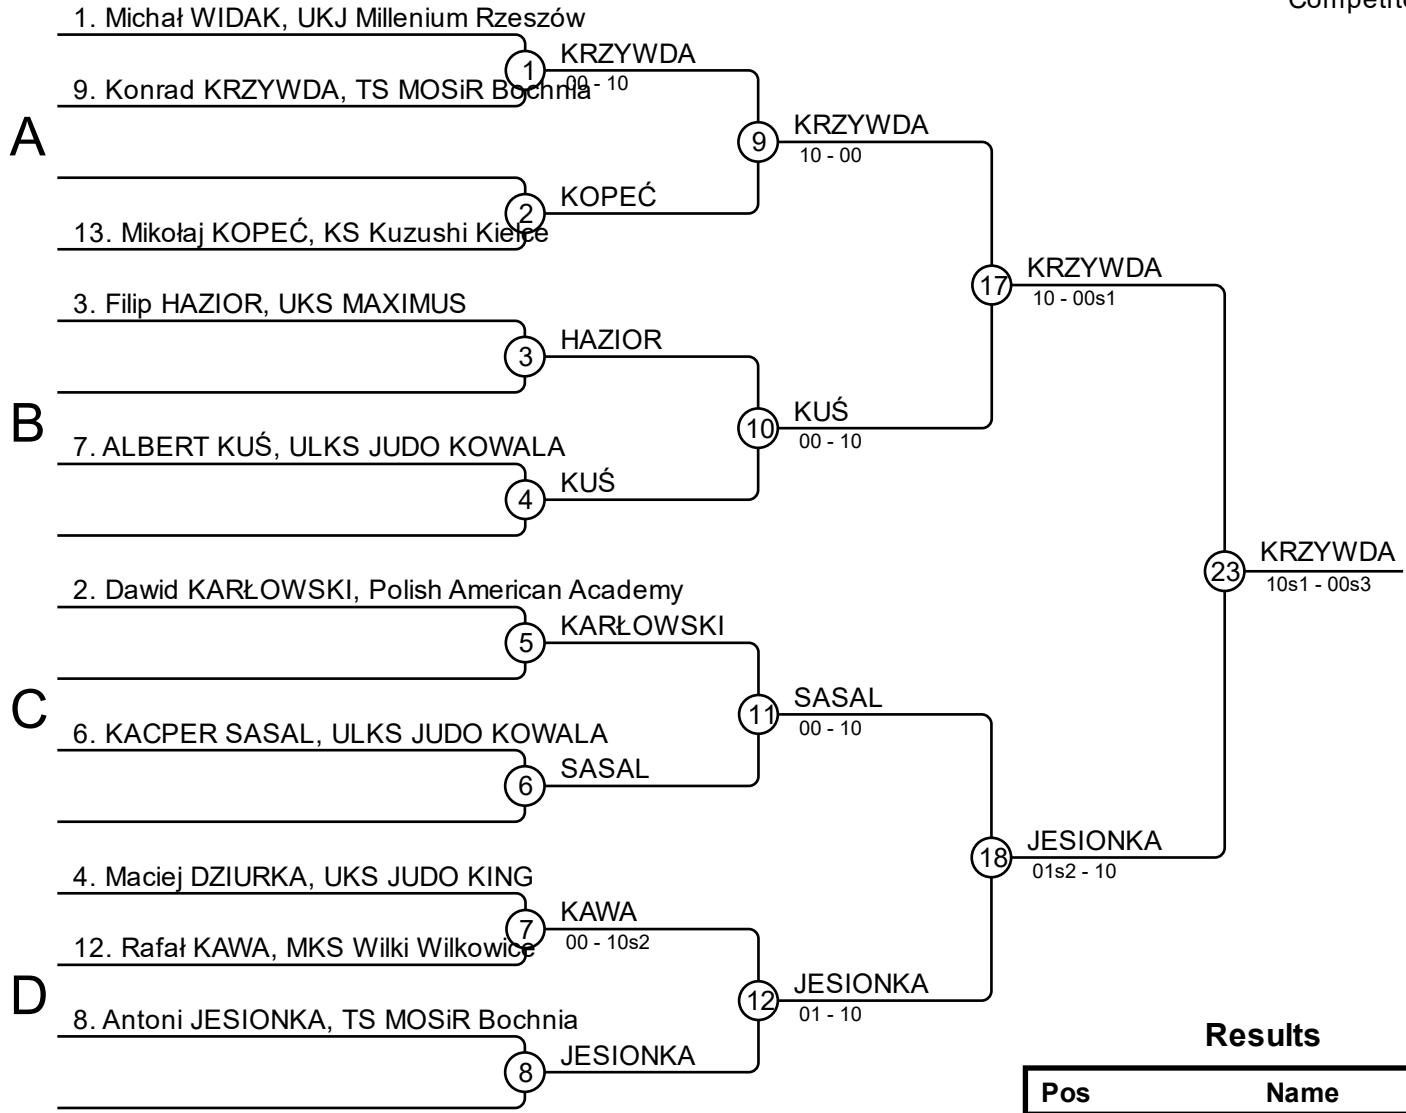 Competit
1. Michał WIDAK, UKJ Millenium Rzeszów
KRZYWDA
1
00 - 10
9. Konrad KRZYWDA, TS MOSiR Bochnia
A
KRZYWDA
9
10 - 00
KOPEĆ
2
13. Mikołaj KOPEĆ, KS Kuzushi Kielce
KRZYWDA
17
10 - 00s1
3. Filip HAZIOR, UKS MAXIMUS
HAZIOR
3
B
KUŚ
10
00 - 10
7. ALBERT KUŚ, ULKS JUDO KOWALA
KUŚ
4
KRZYWDA
23
10s1 - 00s3
2. Dawid KARŁOWSKI, Polish American Academy
KARŁOWSKI
5
C
SASAL
11
00 - 10
6. KACPER SASAL, ULKS JUDO KOWALA
SASAL
6
JESIONKA
18
01s2 - 10
4. Maciej DZIURKA, UKS JUDO KING
KAWA
7
00 - 10s2
12. Rafał KAWA, MKS Wilki Wilkowice
D
JESIONKA
12
01 - 10
8. Antoni JESIONKA, TS MOSiR Bochnia
JESIONKA
8
Results
Pos Name